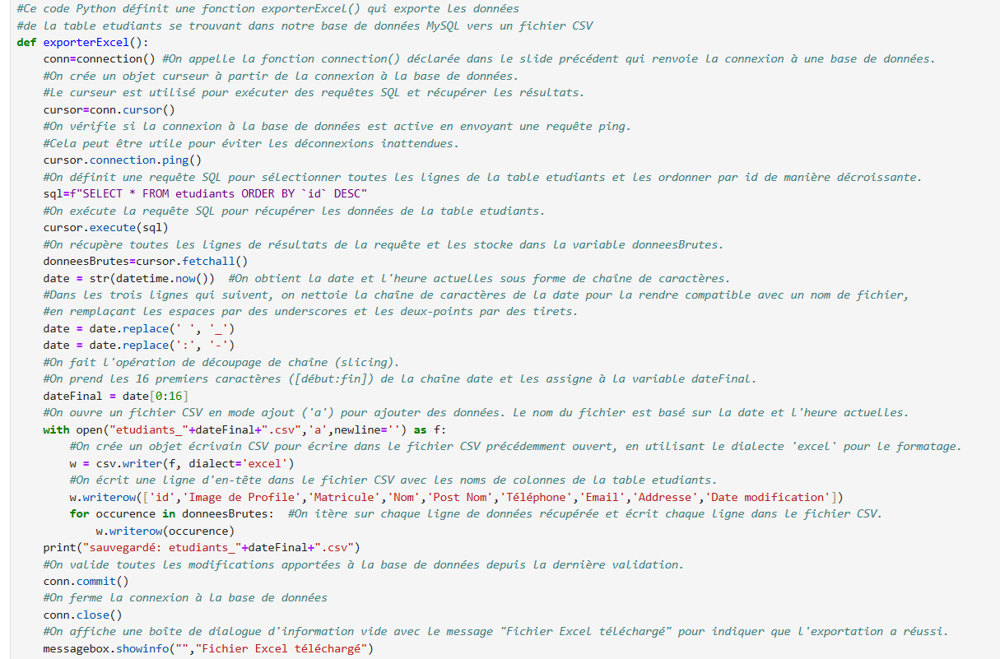 #Ce code Python définit une fonction exporterExcel() qui exporte les données
#de la table etudiants se trouvant dans notre base de données MySQL vers un fichier CSV
def exporterExcel():
    conn=connection() #On appelle la fonction connection() déclarée dans le slide précédent qui renvoie la connexion à une base de données.
    #On crée un objet curseur à partir de la connexion à la base de données.
    #Le curseur est utilisé pour exécuter des requêtes SQL et récupérer les résultats.
    cursor=conn.cursor()
    #On vérifie si la connexion à la base de données est active en envoyant une requête ping.
    #Cela peut être utile pour éviter les déconnexions inattendues.
    cursor.connection.ping()
    #On définit une requête SQL pour sélectionner toutes les lignes de la table etudiants et les ordonner par id de manière décroissante.
    sql=f"SELECT * FROM etudiants ORDER BY `id` DESC"
    #On exécute la requête SQL pour récupérer les données de la table etudiants.
    cursor.execute(sql)
    #On récupère toutes les lignes de résultats de la requête et les stocke dans la variable donneesBrutes.
    donneesBrutes=cursor.fetchall()
    date = str(datetime.now())  #On obtient la date et l'heure actuelles sous forme de chaîne de caractères.
    #Dans les trois lignes qui suivent, on nettoie la chaîne de caractères de la date pour la rendre compatible avec un nom de fichier,
    #en remplaçant les espaces par des underscores et les deux-points par des tirets.
    date = date.replace(' ', '_')
    date = date.replace(':', '-')
    #On fait l'opération de découpage de chaîne (slicing).
    #On prend les 16 premiers caractères ([début:fin]) de la chaîne date et les assigne à la variable dateFinal.
    dateFinal = date[0:16]
    #On ouvre un fichier CSV en mode ajout ('a') pour ajouter des données. Le nom du fichier est basé sur la date et l'heure actuelles.
    with open("etudiants_"+dateFinal+".csv",'a',newline='') as f:
        #On crée un objet écrivain CSV pour écrire dans le fichier CSV précédemment ouvert, en utilisant le dialecte 'excel' pour le formatage.
        w = csv.writer(f, dialect='excel')
        #On écrit une ligne d'en-tête dans le fichier CSV avec les noms de colonnes de la table etudiants.
        w.writerow(['id','Image de Profile','Matricule','Nom','Post Nom','Téléphone','Email','Addresse','Date modification'])
        for occurence in donneesBrutes:  #On itère sur chaque ligne de données récupérée et écrit chaque ligne dans le fichier CSV.
            w.writerow(occurence)
    print("sauvegardé: etudiants_"+dateFinal+".csv")
    #On valide toutes les modifications apportées à la base de données depuis la dernière validation.
    conn.commit()
    #On ferme la connexion à la base de données
    conn.close()
    #On affiche une boîte de dialogue d'information vide avec le message "Fichier Excel téléchargé" pour indiquer que l'exportation a réussi.
    messagebox.showinfo("","Fichier Excel téléchargé")